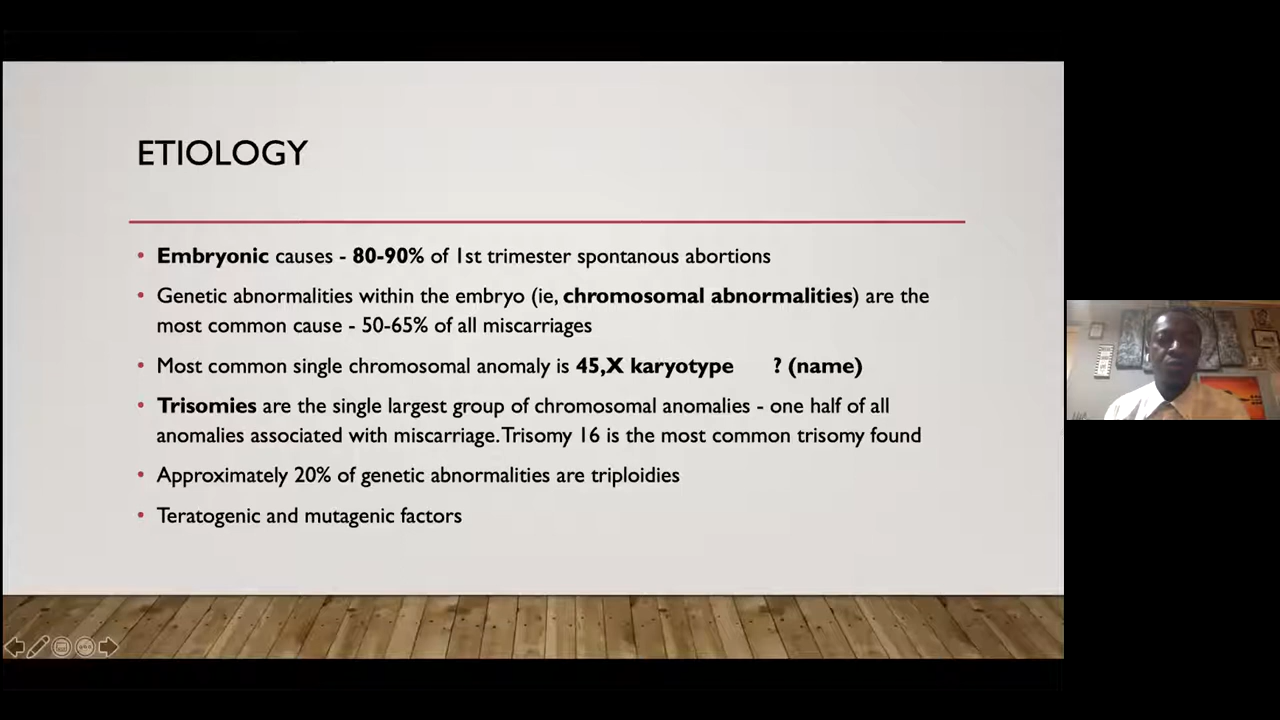 ETIOLOGY
• Embryonic causes - 80-90% of 1st trimester spontanous abortions
• Genetic abnormalities within the embryo (ie, chromosomal abnormalities) are the
most common cause - 50-65% of all miscarriages
• Most common single chromosomal anomaly is 45,X karyotype ? (name)
• Trisomies are the single largest group of chromosomal anomalies - one half of all
anomalies associated with miscarriage. Trisomy 16 is the most common trisomy found
• Approximately 20% of genetic abnormalities are triploidies
• Teratogenic and mutagenic factors